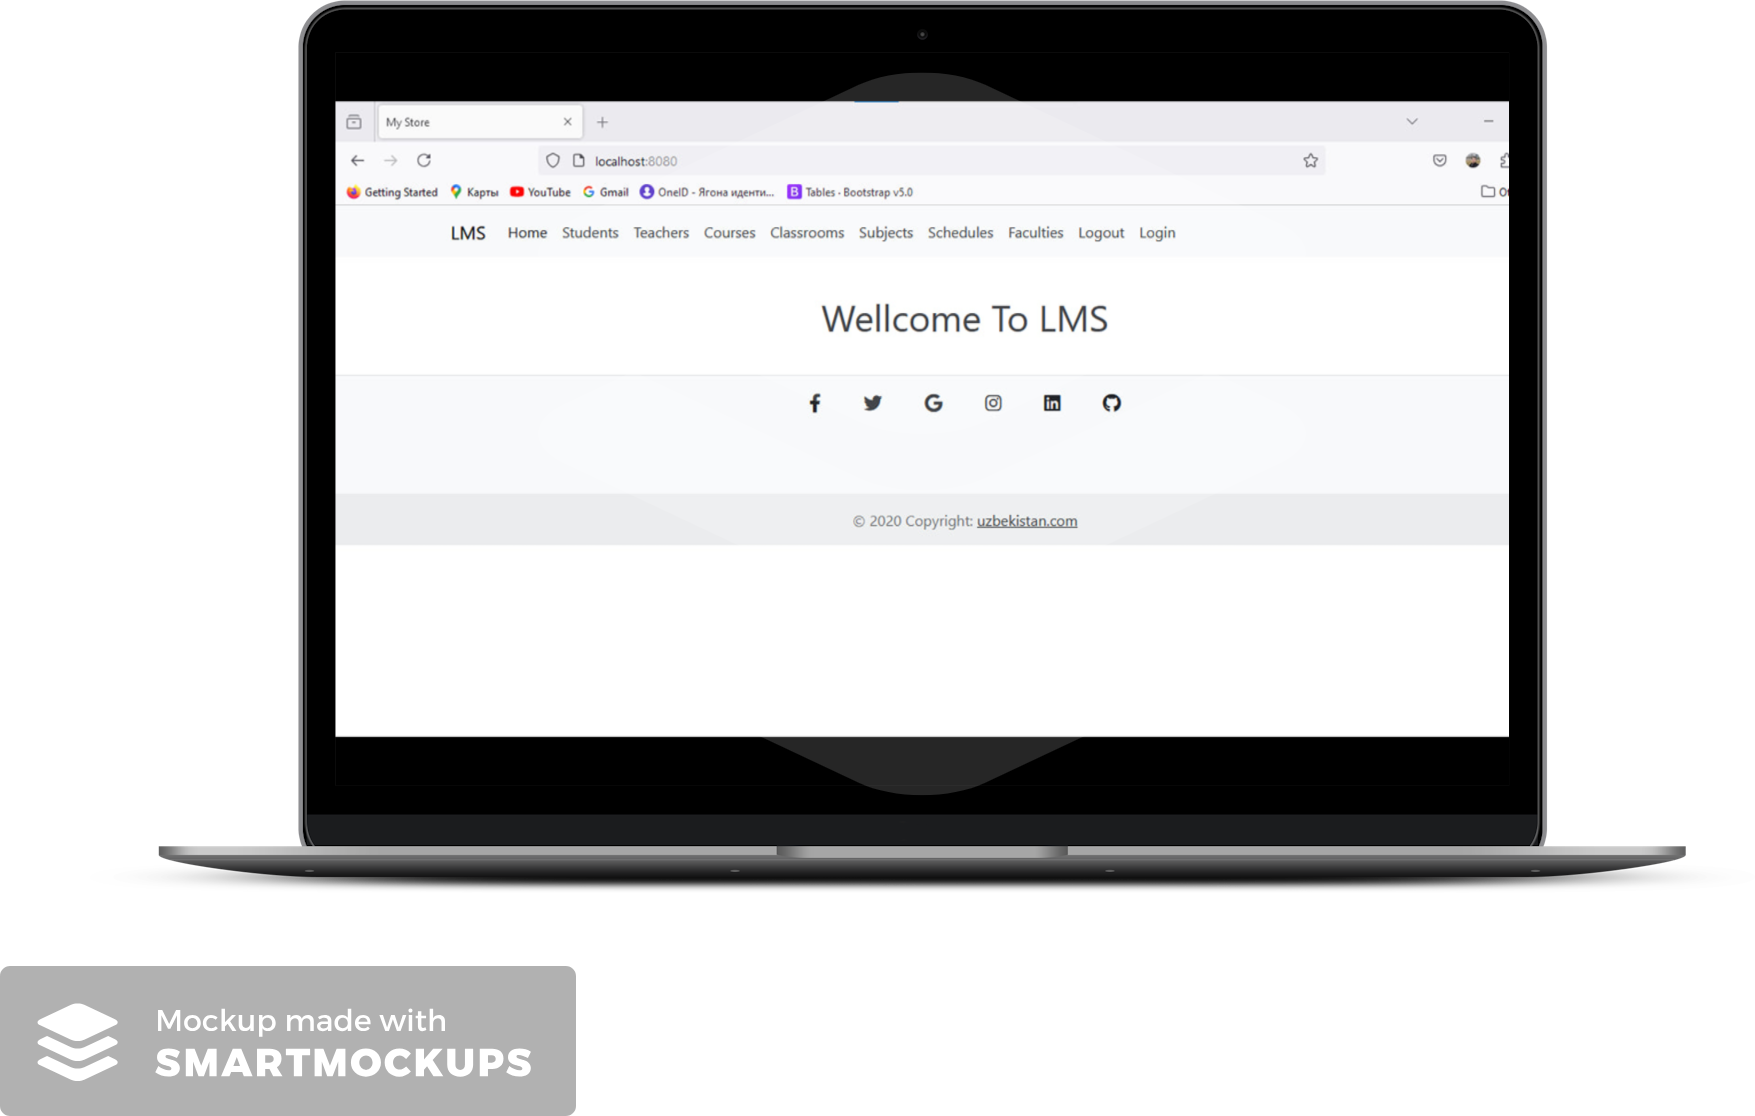 My Store
localhost:8080
Getting Started Карты YouTube Gmail OneID - Ягона иденти... Tables - Bootstrap v5.0
LMS Home Students Teachers Courses Classrooms Subjects Schedules Faculties Logout Login
Wellcome To LMS
© 2020 Copyright: uzbekistan.com
Mockup made with
SMARTMOCKUPS